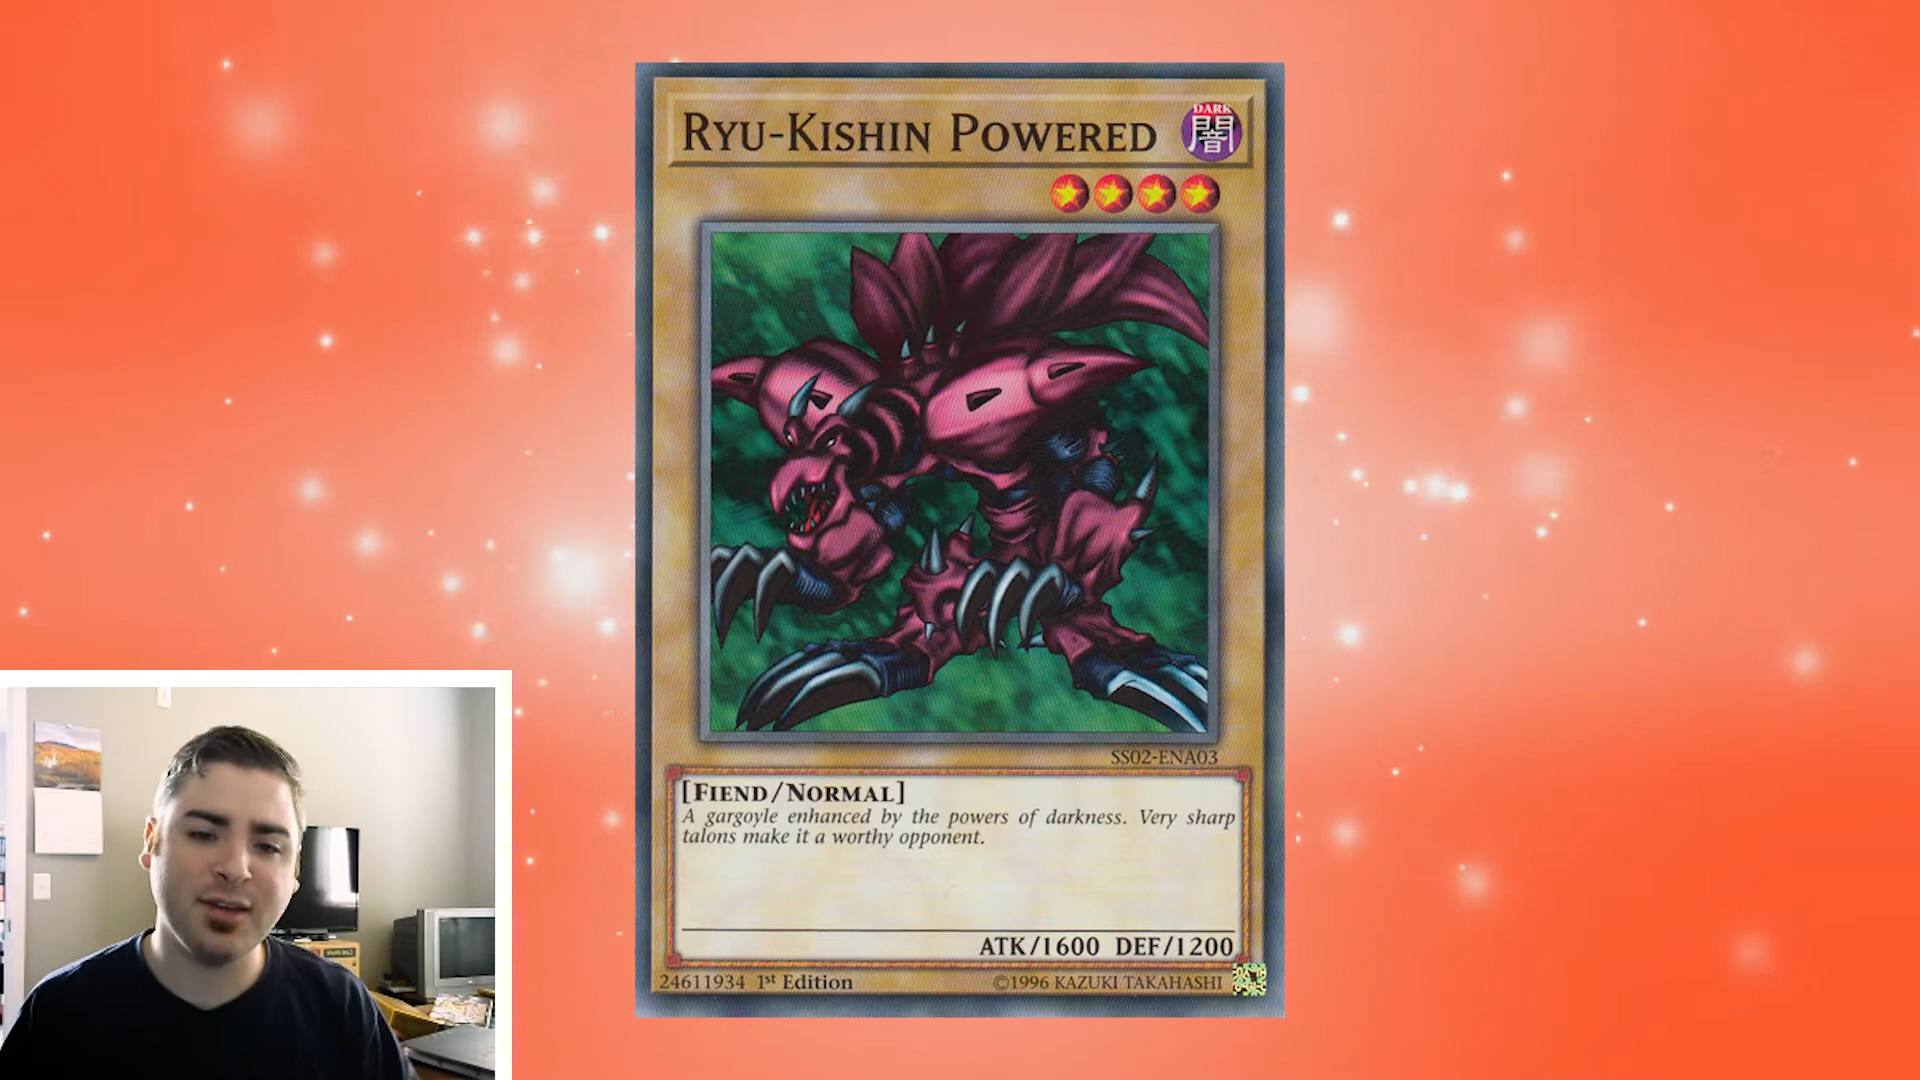 Ryu-Kishin Powered
DARK
闇
SS02-ENA03
[Fiend/Normal]
A gargoyle enhanced by the powers of darkness. Very sharp
talons make it a worthy opponent.
ATK/1600 DEF/1200
24611934 1st Edition
©1996 KAZUKI TAKAHASHI